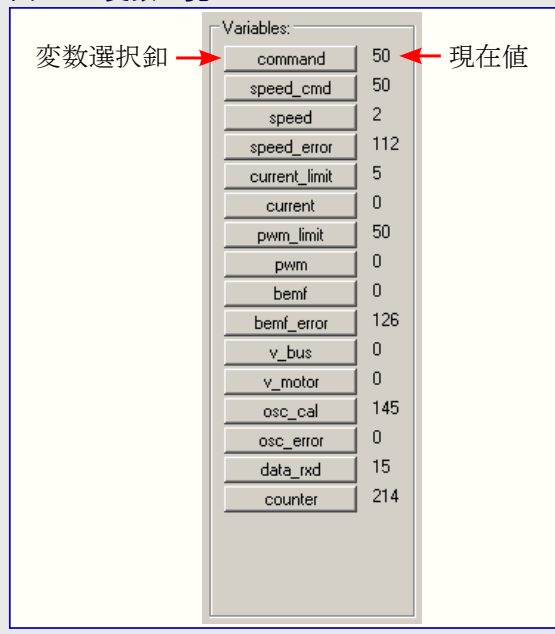 Variables:
変数選択釦 command 50 現在値
speed_cmd 50
speed 2
speed_error 112
current_limit 5
current 0
pwm_limit 50
pwm 0
bemf 0
bemf_error 126
v_bus 0
v_motor 0
osc_cal 145
osc_error 0
data_rxd 15
counter 214